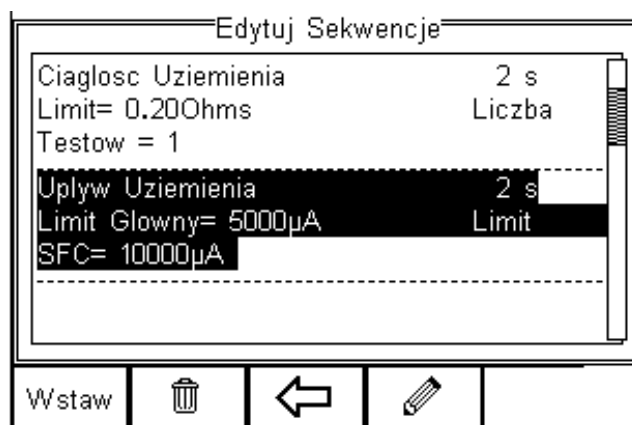 Edytuj Sekwencje
Ciaglosc Uziemienia 2 s
Limit= 0.20Ohms Liczba
Testow = 1
Uplyw Uziemieni 2 s
Limit Glowny= 5000µA Limit
SFC= 10000µA
Wstaw